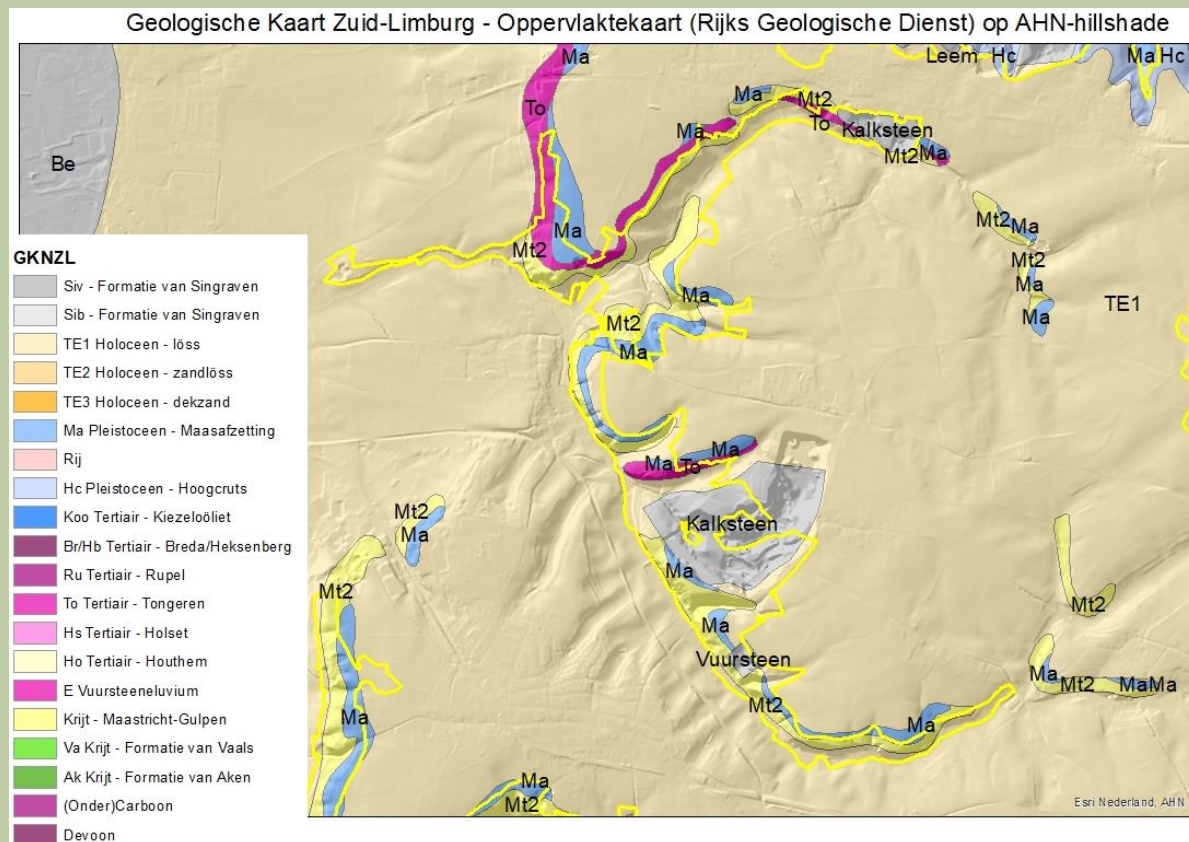 Geologische Kaart Zuid-Limburg - Oppervlaktekaart (Rijks Geologische Dienst) op AHN-hillshade
Ma
Leem Hc
Ma Hc
To
Ma
Mt2
Ma
To
Kalksteen
Mt2 Ma
Be
Mt2
Ma
Mt2 Ma
Mt2
Ma
Ma
TE1
Ma
Mt2
Ma
Ma To
Ma
Mt2
Ma
Kalksteen
Ma
Mt2
Mt2
Ma
Vuursteen
Ma
Mt2
MaMa
Mt2
Ma
Ma
Ma
Mt2
GKNZL
Siv - Formatie van Singraven
Sib - Formatie van Singraven
TE1 Holoceen - löss
TE2 Holoceen - zandlöss
TE3 Holoceen - dekzand
Ma Pleistoceen - Maasafzetting
Rij
Hc Pleistoceen - Hoogcruts
Koo Tertiair - Kiezeloöliet
Br/Hb Tertiair - Breda/Heksenberg
Ru Tertiair - Rupel
To Tertiair - Tongeren
Hs Tertiair - Holset
Ho Tertiair - Houthem
E Vuursteeneluvium
Krijt - Maastricht-Gulpen
Va Krijt - Formatie van Vaals
Ak Krijt - Formatie van Aken
(Onder)Carboon
Devoon
Esri Nederland, AHN